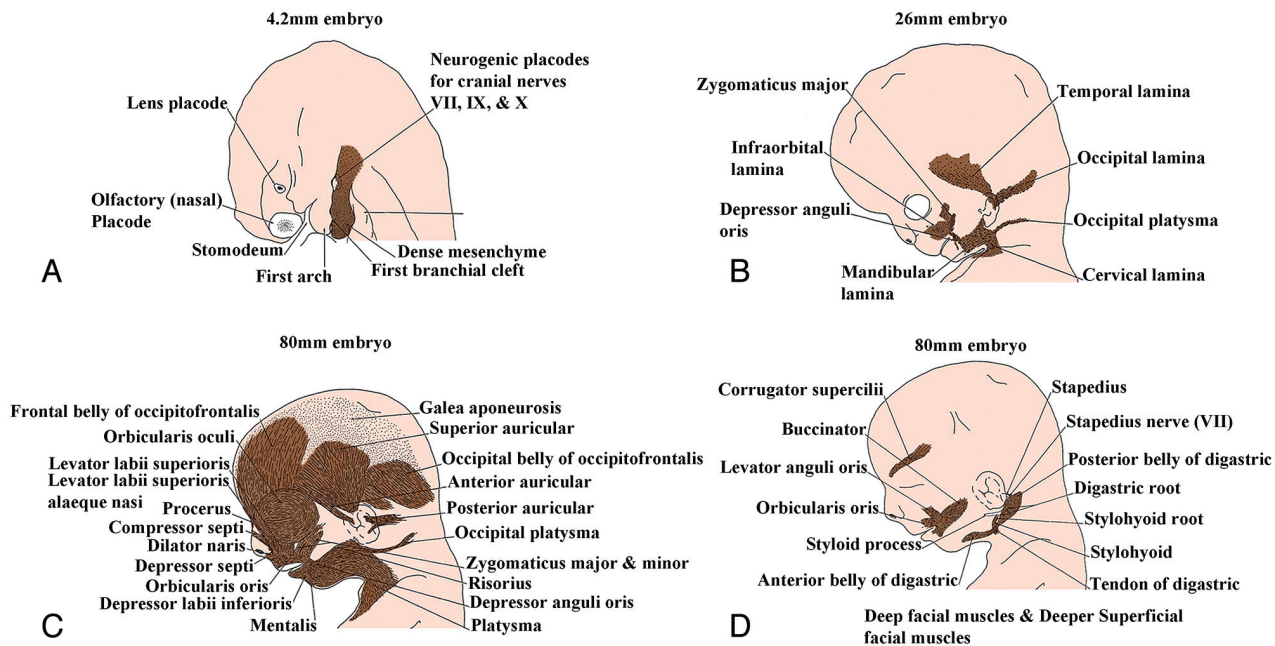 4.2mm embryo
Neurogenic placodes
for cranial nerves
VII, IX, & X
Lens placode
Olfactory (nasal)
Placode
Stomodeum
First arch
Dense mesenchyme
First branchial cleft
A
26mm embryo
Zygomaticus major
Temporal lamina
Infraorbital
lamina
Occipital lamina
Depressor anguli
oris
Occipital platysma
Mandibular
lamina
Cervical lamina
B
80mm embryo
Frontal belly of occipitofrontalis
Orbicularis oculi
Levator labii superioris
Levator labii superioris
alaeque nasi
Procerus
Compressor septi
Dilator naris
Depressor septi
Orbicularis oris
Depressor labii inferioris
Mentalis
Galea aponeurosis
Superior auricular
Occipital belly of occipitofrontalis
Anterior auricular
Posterior auricular
Occipital platysma
Zygomaticus major & minor
Risorius
Depressor anguli oris
Platysma
C
80mm embryo
Corrugator supercilii
Buccinator
Levator anguli oris
Orbicularis oris
Styloid process
Anterior belly of digastric
Stapedius
Stapedius nerve (VII)
Posterior belly of digastric
Digastric root
Stylohyoid root
Stylohyoid
Tendon of digastric
D
Deep facial muscles & Deeper Superficial
facial muscles